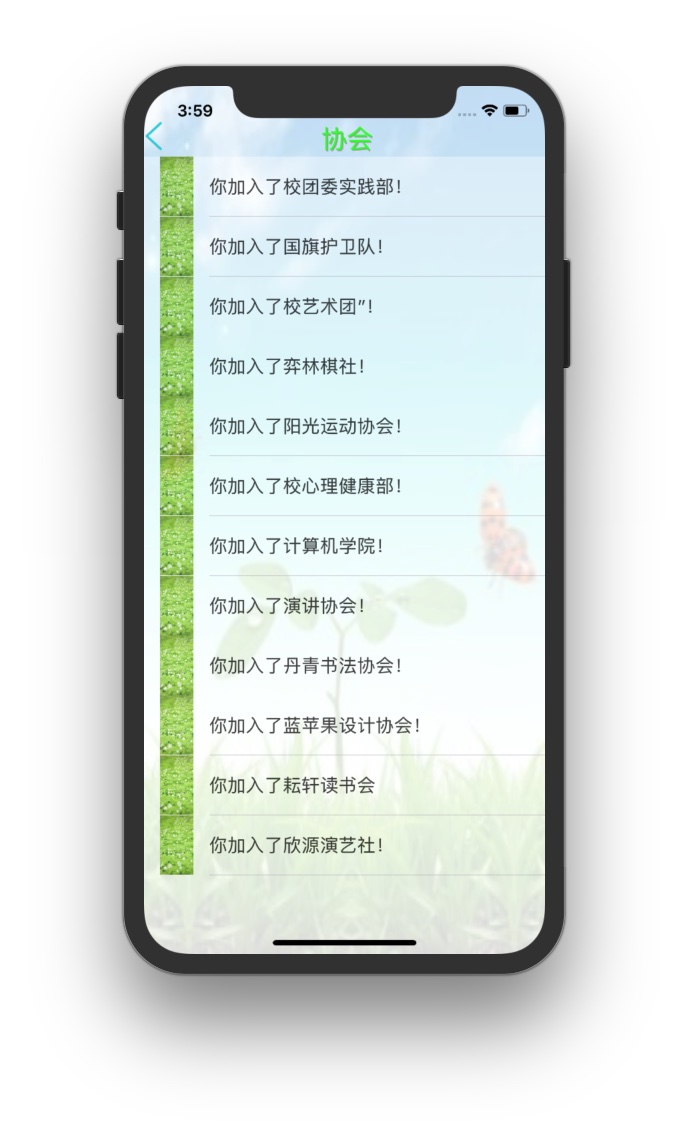 3:59
协会
你加入了校团委实践部！
你加入了国旗护卫队！
你加入了校艺术团”！
你加入了弈林棋社！
你加入了阳光运动协会！
你加入了校心理健康部！
你加入了计算机学院！
你加入了演讲协会！
你加入了丹青书法协会！
你加入了蓝苹果设计协会！
你加入了耘轩读书会
你加入了欣源演艺社！